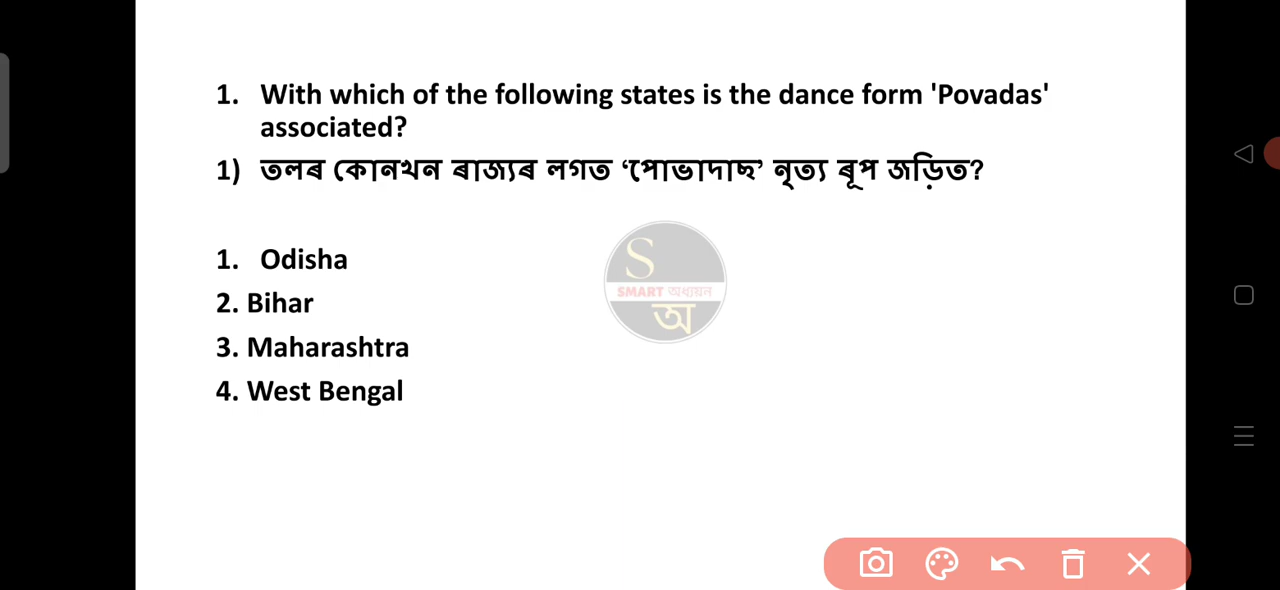 1. With which of the following states is the dance form 'Povadas'
associated?
1) তলৰ কোনখন ৰাজ্যৰ লগত ‘পোভাদাছ’ নৃত্য ৰূপ জড়িত?
1. Odisha
S
SMART অধ্যয়ন
অ
2. Bihar
3. Maharashtra
4. West Bengal